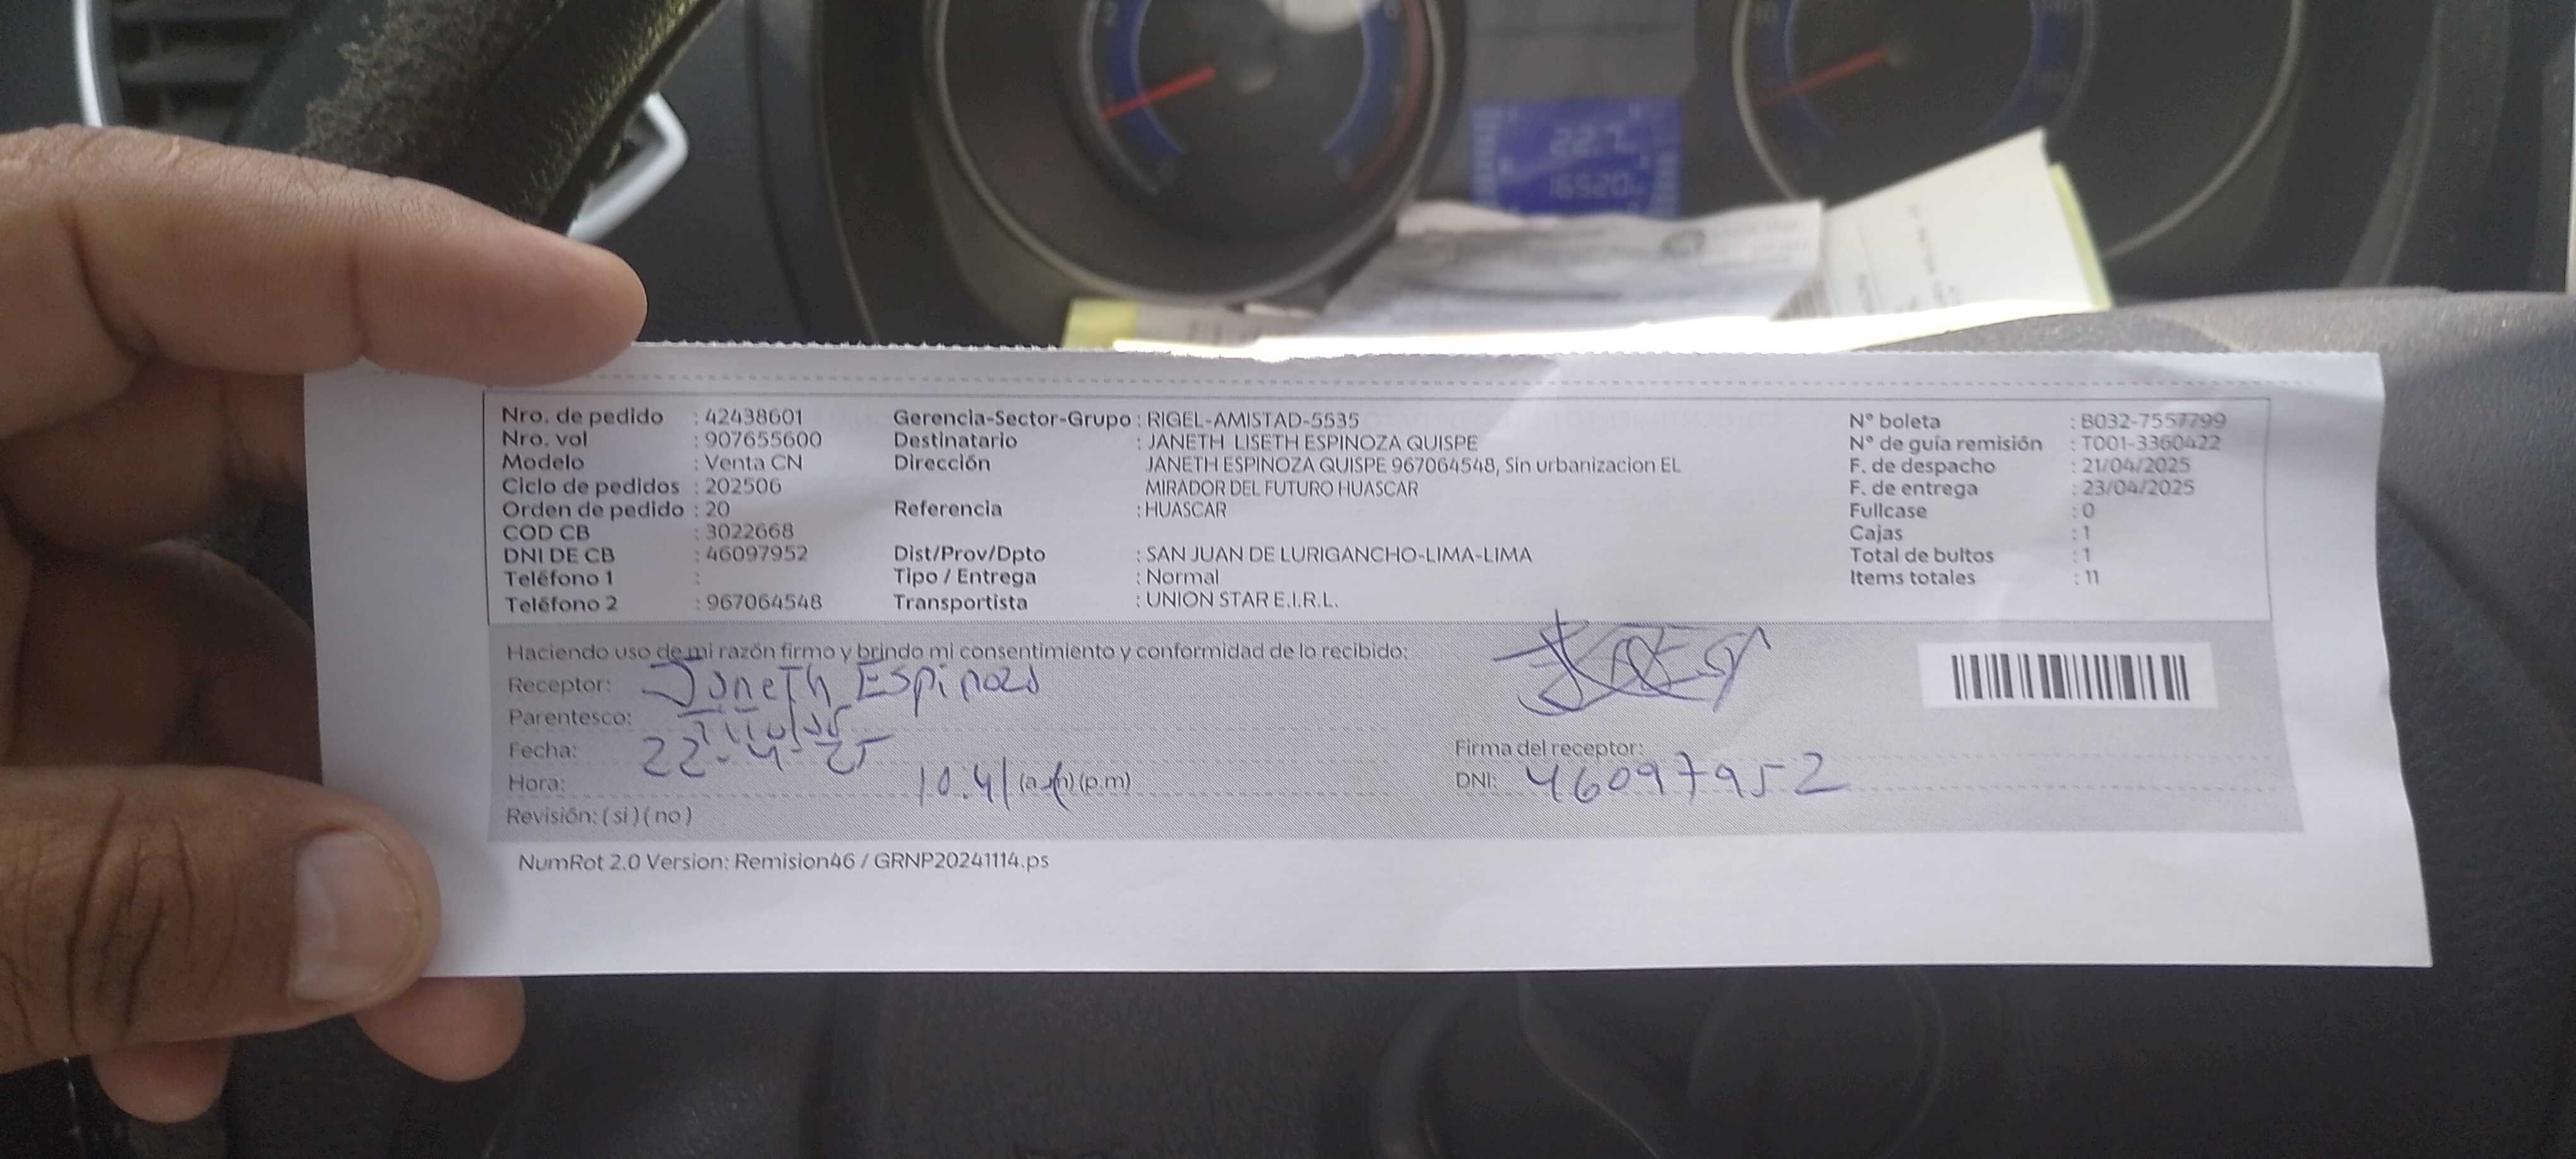 22.2
16520
Nro. de pedido : 42438601
Nro. vol : 907655600
Modelo : Venta CN
Ciclo de pedidos : 202506
Orden de pedido : 20
COD CB : 3022668
DNI DE CB : 46097952
Teléfono 1 :
Teléfono 2 : 967064548
Gerencia-Sector-Grupo : RIGEL-AMISTAD-5535
Destinatario : JANETH LISETH ESPINOZA QUISPE
Dirección JANETH ESPINOZA QUISPE 967064548, Sin urbanizacion EL
MIRADOR DEL FUTURO HUASCAR
Referencia : HUASCAR
Dist/Prov/Dpto : SAN JUAN DE LURIGANCHO-LIMA-LIMA
Tipo / Entrega : Normal
Transportista : UNION STAR E.I.R.L.
N° boleta : B032-7557799
N° de guía remisión : T001-3360422
F. de despacho : 21/04/2025
F. de entrega : 23/04/2025
Fullcase : 0
Cajas : 1
Total de bultos : 1
Items totales : 11
Haciendo uso de mi razón firmo y brindo mi consentimiento y conformidad de lo recibido:
Receptor: Janeth Espinoza
Parentesco: Titular
Fecha: 22-4-25
Hora: 10:41 (a.m) (p.m)
Revisión: ( si ) ( no )
Firma del receptor:
DNI: 46097952
NumRot 2.0 Version: Remision46 / GRNP20241114.ps